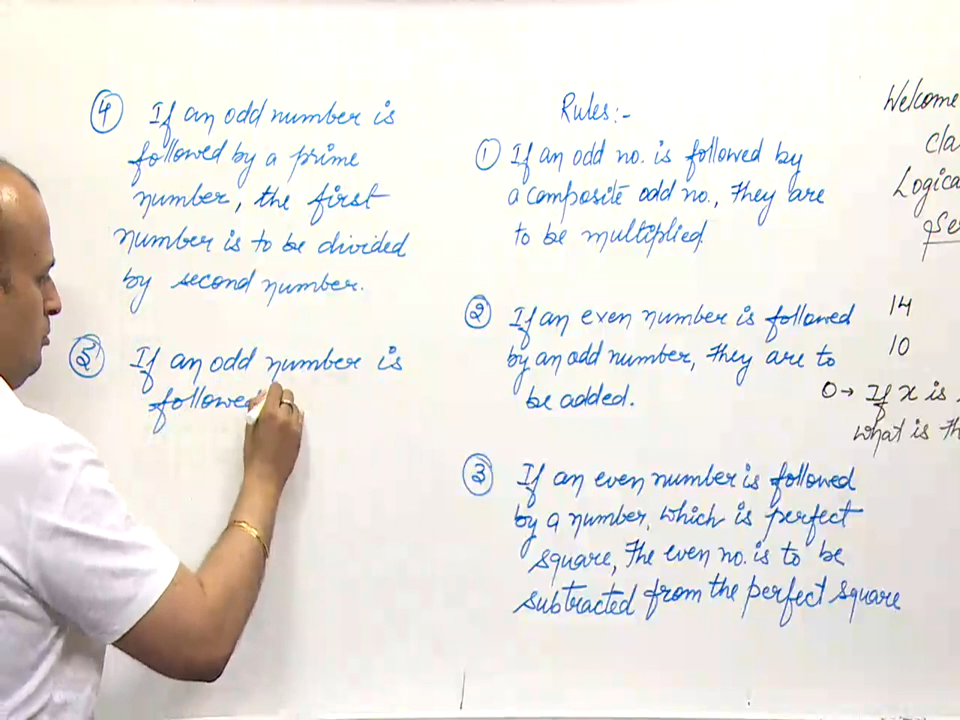 ④ If an odd number is
followed by a prime
number, the first
number is to be divided
by second number.
⑤ If an odd number is
followe
Rules:-
① If an odd no. is followed by
a composite odd no., they are
to be multiplied.
② If an even number is followed
by an odd number, they are to
be added.
③ If an even number is followed
by a number, which is perfect
square, the even no. is to be
subtracted from the perfect square
Welcome
Cla
Logica
14
10
If x is
what is th